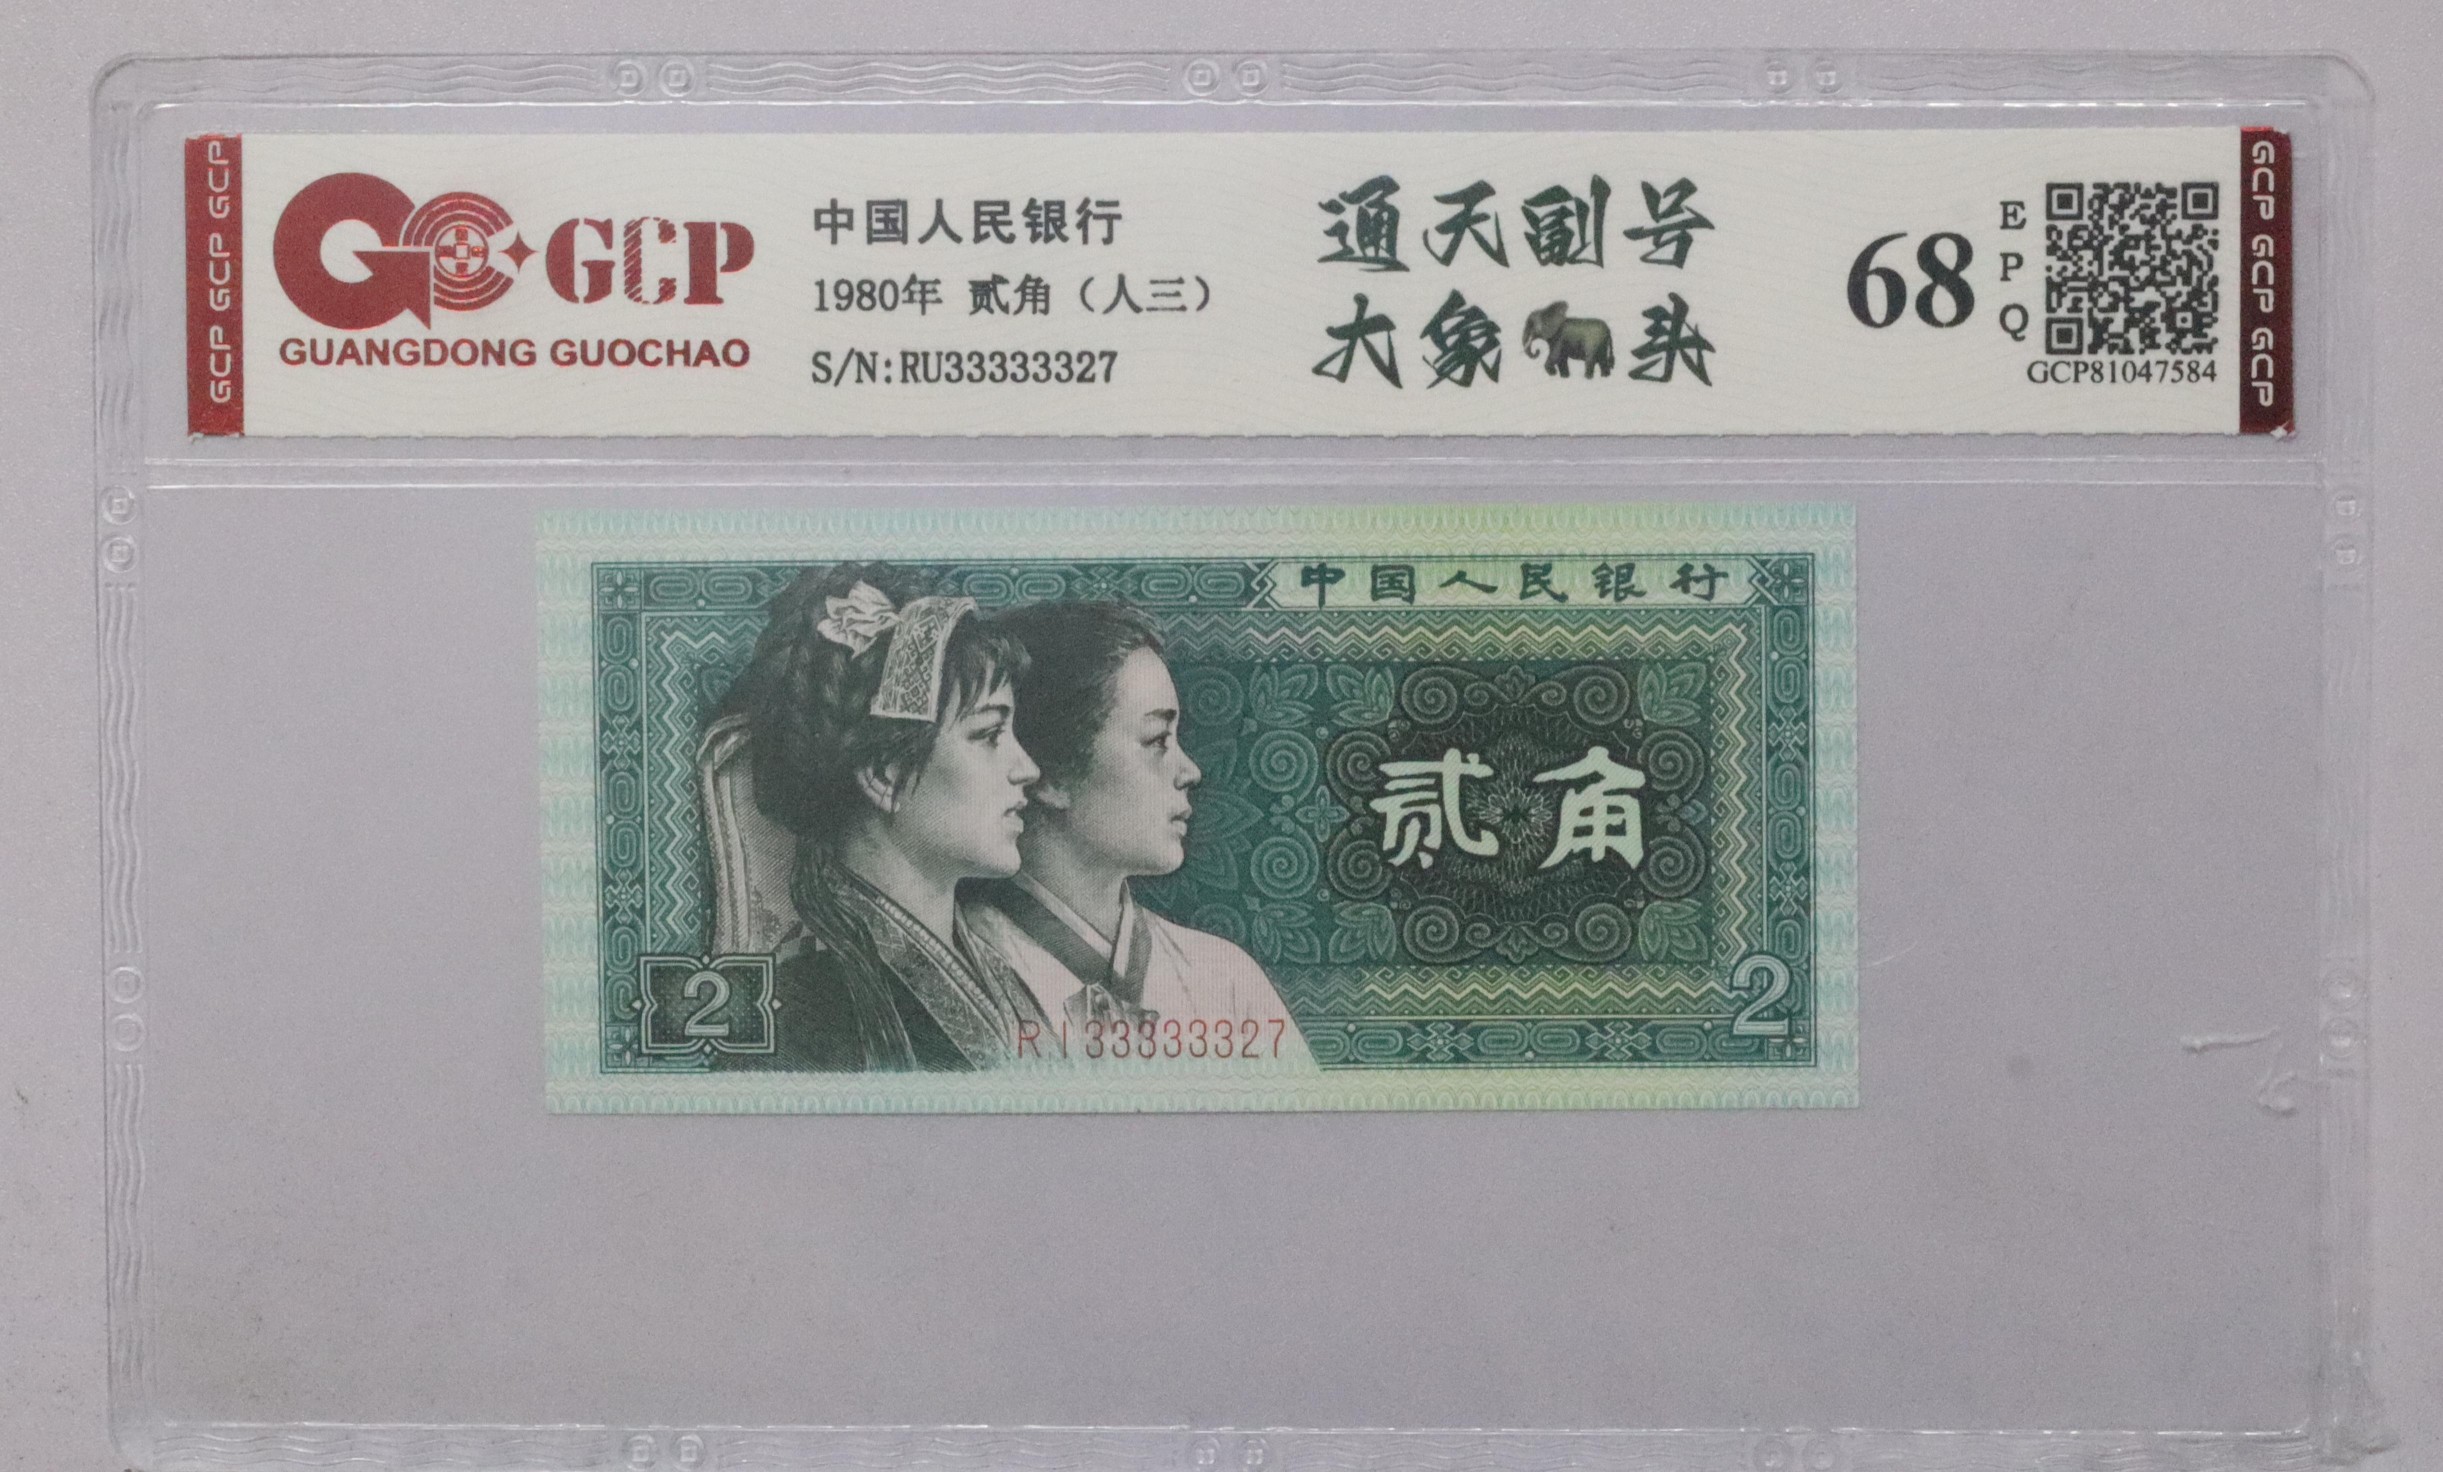 GCP GCP GCP
GCP
GUANGDONG GUOCHAO
中国人民银行
1980年 贰角（人三）
S/N:RU33333327
通天副号
大象头
68
E
P
Q
GCP81047584
GCP GCP GCP
中国人民银行
贰角
2
RI33333327
2